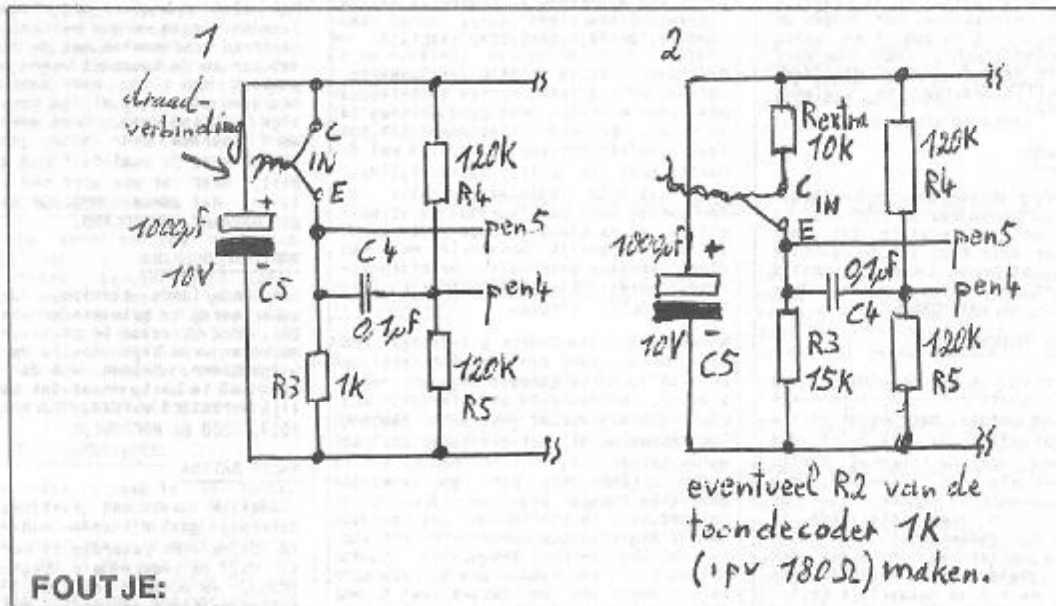 1
draad-
verbinding
C
IN
E
1000µF
+
-
10V
C5
120K
R4
pen5
C4
pen4
0,1µF
R3
1k
120K
R5
2
Rextra
10k
C
IN
E
120K
R4
pen5
1000µF
+
0,1µF
pen4
C4
10V
-
C5
R3
15K
120K
R5
eventueel R2 van de
toondecoder 1K
(ipv 180Ω) maken.
FOUTJE: